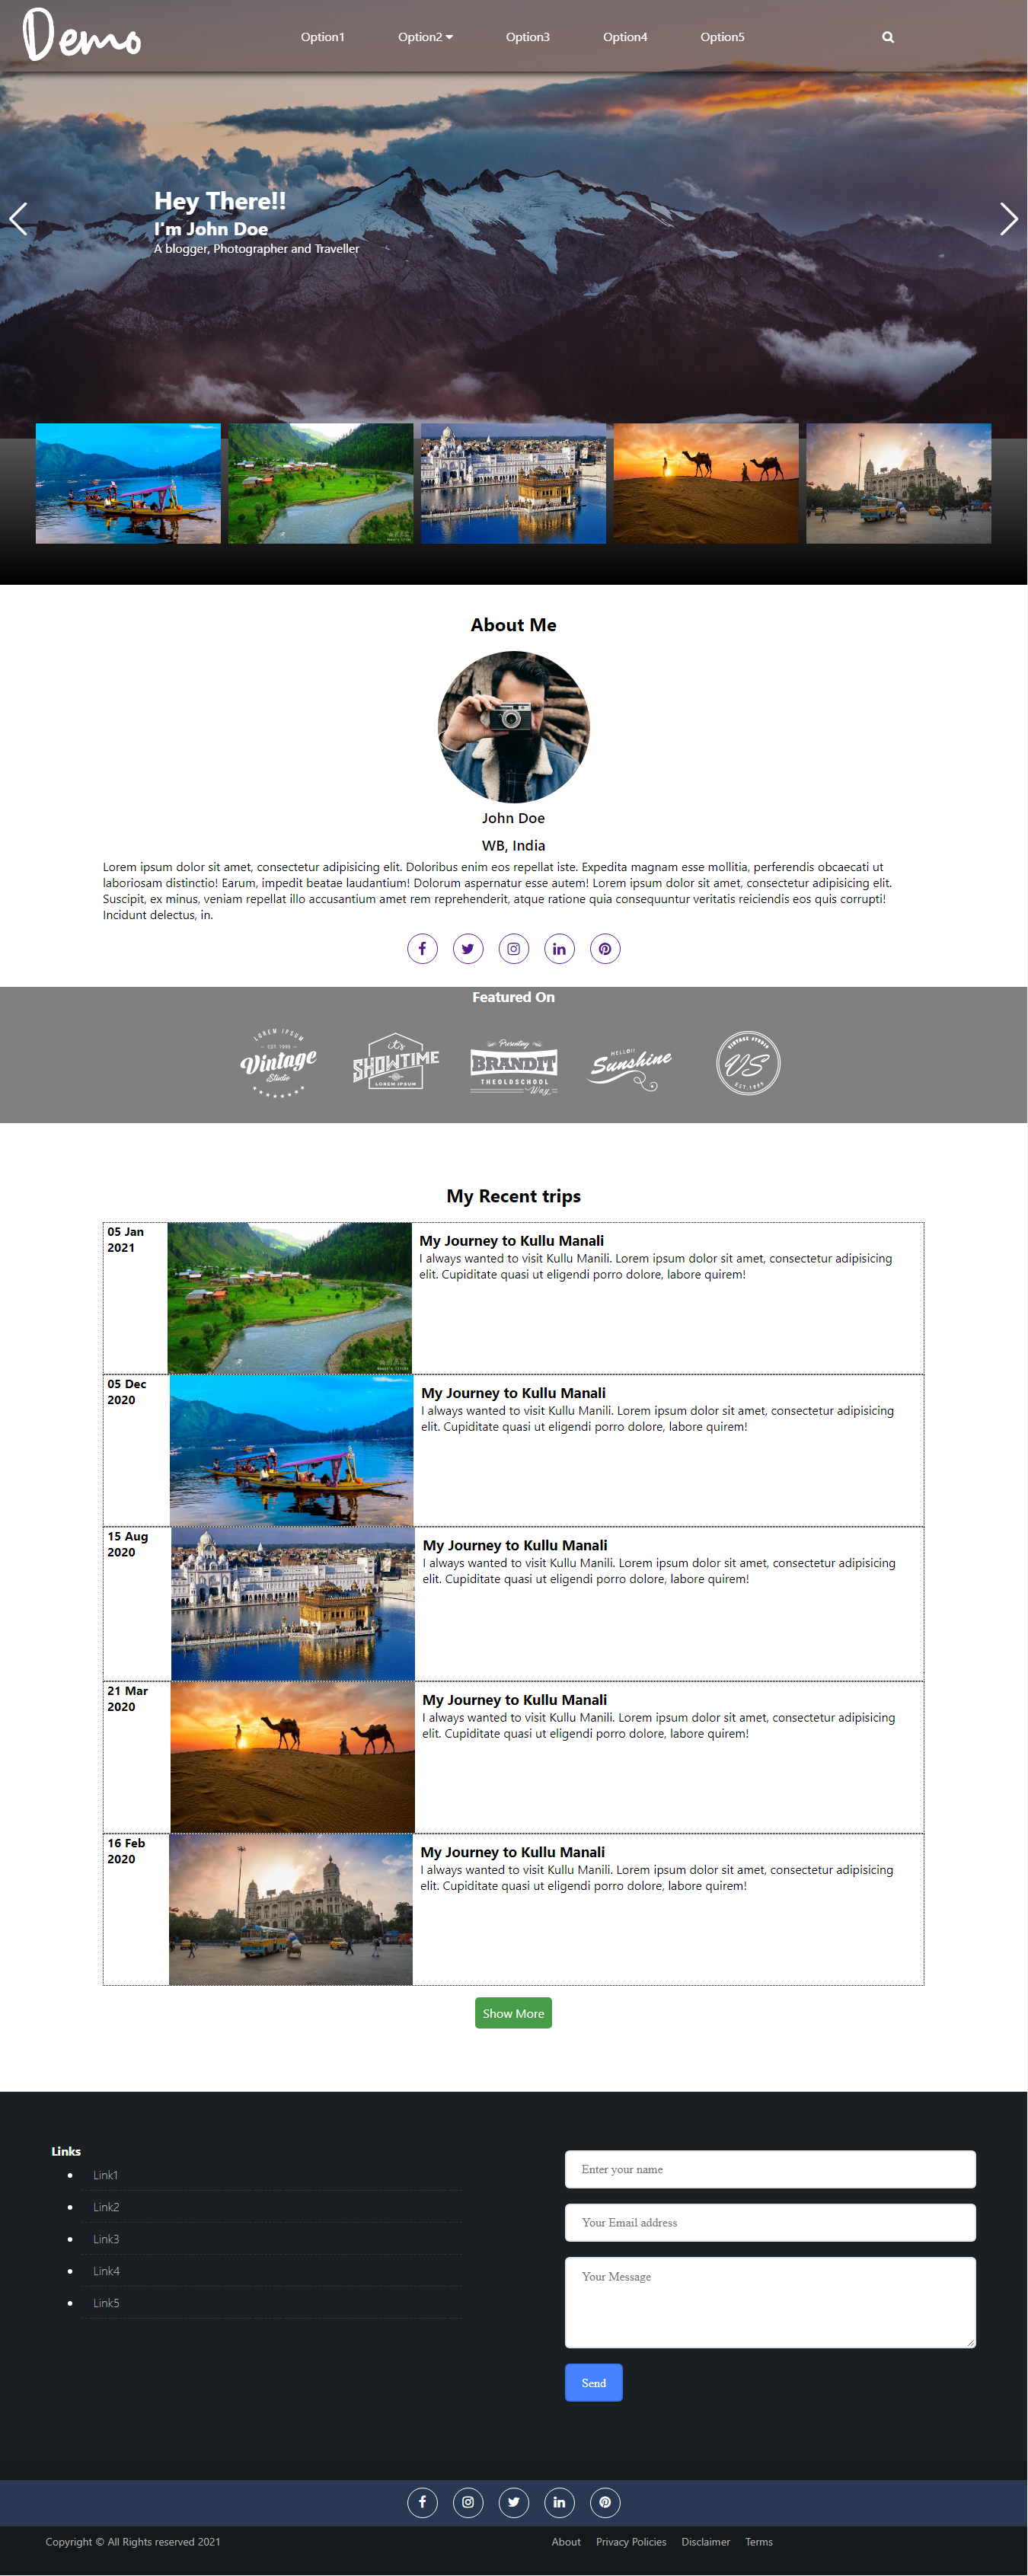 Demo
Option1 Option2 Option3 Option4 Option5
Hey There!!
I'm John Doe
A blogger, Photographer and Traveller
About Me
John Doe
WB, India
Lorem ipsum dolor sit amet, consectetur adipisicing elit. Doloribus enim eos repellat iste. Expedita magnam esse mollitia, perferendis obcaecati ut
laboriosam distinctio! Earum, impedit beatae laudantium! Dolorum aspernatur esse autem! Lorem ipsum dolor sit amet, consectetur adipisicing elit.
Suscipit, ex minus, veniam repellat illo accusantium amet rem reprehenderit, atque ratione quia consequuntur veritatis reiciendis eos quis corrupti!
Incidunt delectus, in.
Featured On
LOREM IPSUM
EST. 1999
Vintage
Studio
it's
SHOWTIME
LOREM IPSUM
Presenting
BRANDIT
THEOLDSCHOOL
Way
HELLO!!
Sunshine
VINTAGE STUDIO
VS
EST. 1999
My Recent trips
05 Jan
2021
My Journey to Kullu Manali
I always wanted to visit Kullu Manili. Lorem ipsum dolor sit amet, consectetur adipisicing
elit. Cupiditate quasi ut eligendi porro dolore, labore quirem!
05 Dec
2020
My Journey to Kullu Manali
I always wanted to visit Kullu Manili. Lorem ipsum dolor sit amet, consectetur adipisicing
elit. Cupiditate quasi ut eligendi porro dolore, labore quirem!
15 Aug
2020
My Journey to Kullu Manali
I always wanted to visit Kullu Manili. Lorem ipsum dolor sit amet, consectetur adipisicing
elit. Cupiditate quasi ut eligendi porro dolore, labore quirem!
21 Mar
2020
My Journey to Kullu Manali
I always wanted to visit Kullu Manili. Lorem ipsum dolor sit amet, consectetur adipisicing
elit. Cupiditate quasi ut eligendi porro dolore, labore quirem!
16 Feb
2020
My Journey to Kullu Manali
I always wanted to visit Kullu Manili. Lorem ipsum dolor sit amet, consectetur adipisicing
elit. Cupiditate quasi ut eligendi porro dolore, labore quirem!
Show More
Links
Link1
Link2
Link3
Link4
Link5
Enter your name
Your Email address
Your Message
Send
Copyright © All Rights reserved 2021
About Privacy Policies Disclaimer Terms